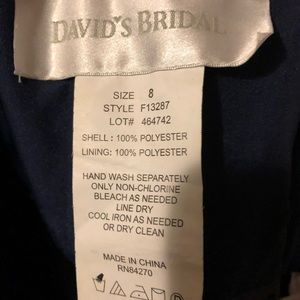 DAVID'S BRIDAL
SIZE 8
STYLE F13287
LOT# 464742
SHELL : 100% POLYESTER
LINING: 100% POLYESTER
HAND WASH SEPARATELY
ONLY NON-CHLORINE
BLEACH AS NEEDED
LINE DRY
COOL IRON AS NEEDED
OR DRY CLEAN
MADE IN CHINA
RN84270